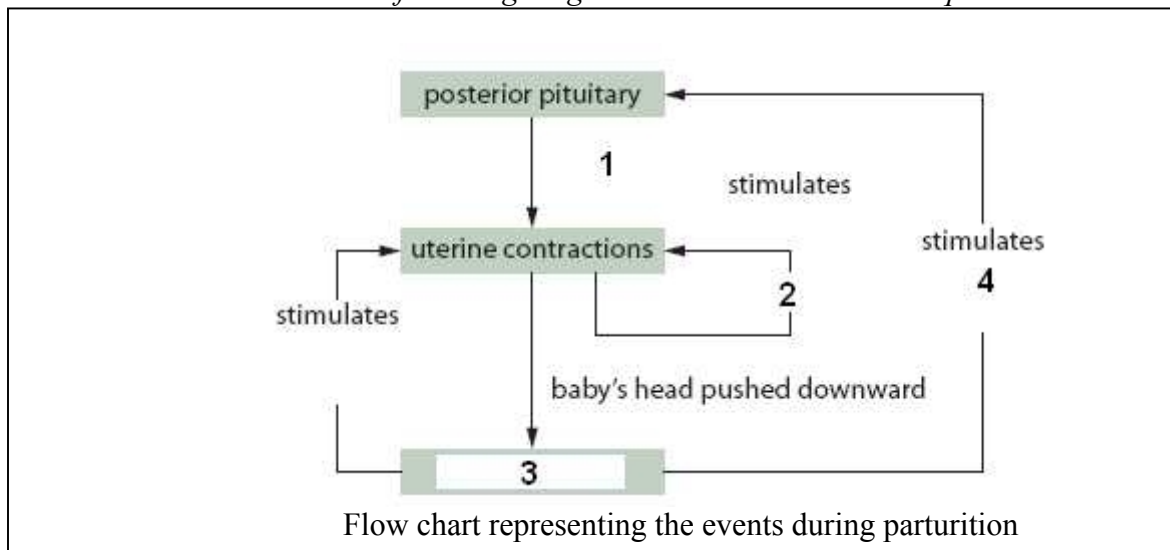 posterior pituitary
1
stimulates
uterine contractions
stimulates
4
2
stimulates
baby's head pushed downward
3
Flow chart representing the events during parturition